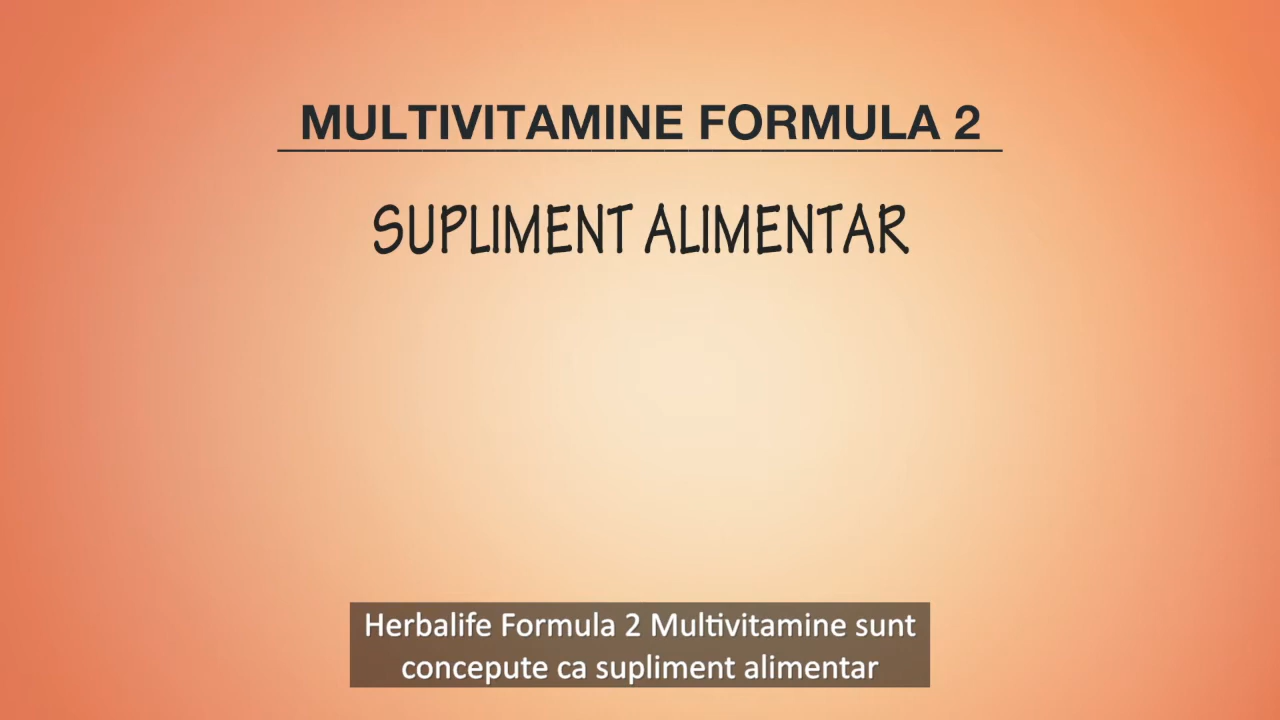 MULTIVITAMINE FORMULA 2
SUPLIMENT ALIMENTAR
Herbalife Formula 2 Multivitamine sunt
concepute ca supliment alimentar